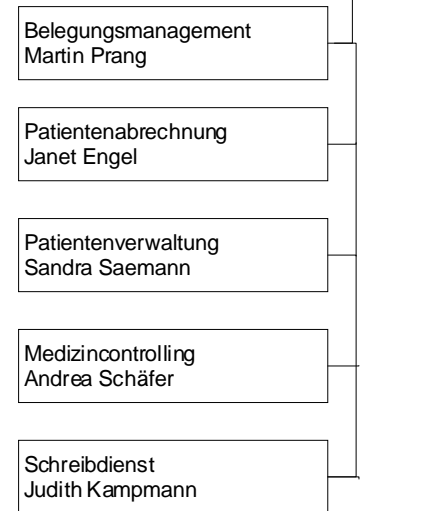 Belegungsmanagement
Martin Prang
Patientenabrechnung
Janet Engel
Patientenverwaltung
Sandra Saemann
Medizincontrolling
Andrea Schäfer
Schreibdienst
Judith Kampmann